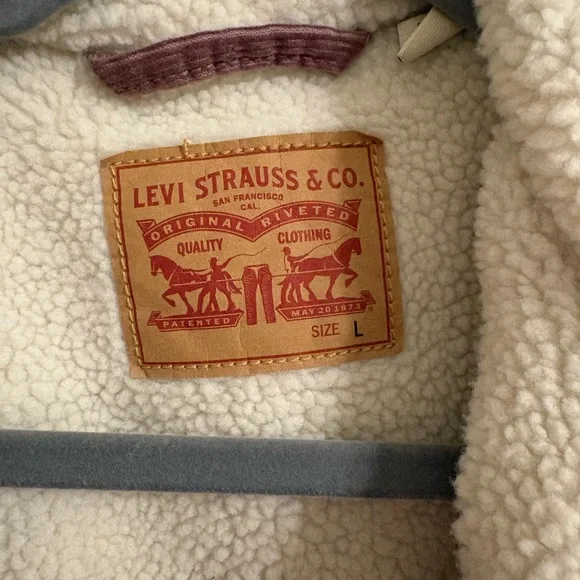 LEVI STRAUSS & CO.
SAN FRANCISCO
CAL.
ORIGINAL RIVETED
QUALITY CLOTHING
PATENTED MAY 20 1873 ®
SIZE L